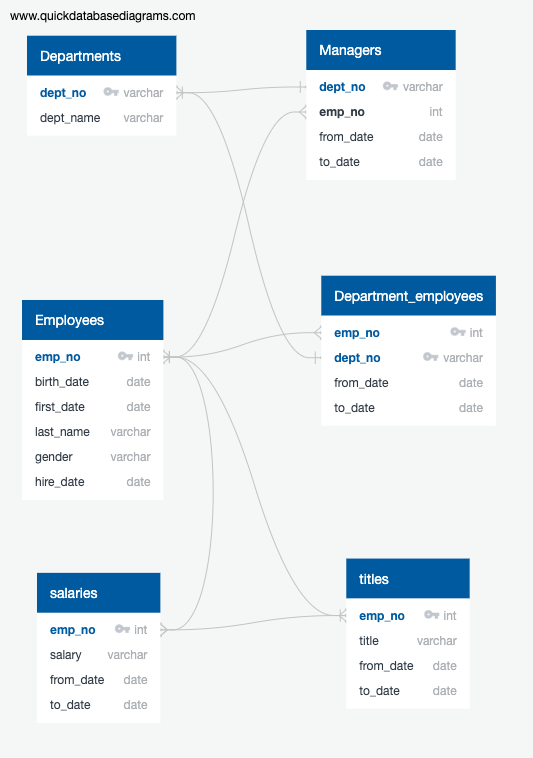 www.quickdatabasediagrams.com
Departments
dept_no varchar
dept_name varchar
Managers
dept_no varchar
emp_no int
from_date date
to_date date
Employees
emp_no int
birth_date date
first_date date
last_name varchar
gender varchar
hire_date date
Department_employees
emp_no int
dept_no varchar
from_date date
to_date date
salaries
emp_no int
salary varchar
from_date date
to_date date
titles
emp_no int
title varchar
from_date date
to_date date